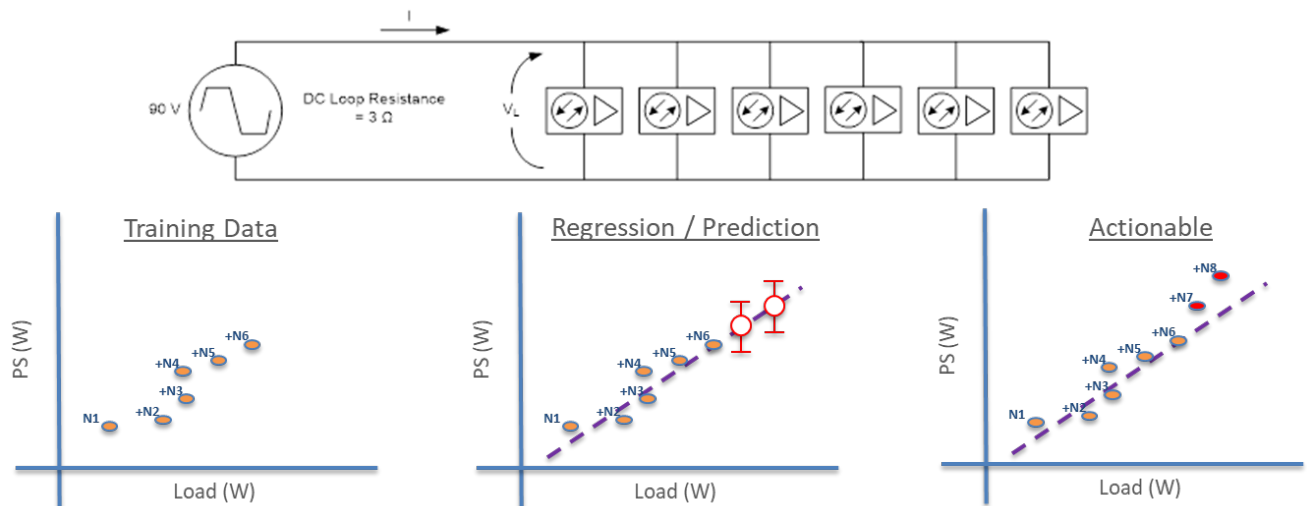 I
90 V
DC Loop Resistance
= 3 Ω
VL
Training Data
PS (W)
N1
+N2
+N3
+N4
+N5
+N6
Load (W)
Regression / Prediction
PS (W)
N1
+N2
+N3
+N4
+N5
+N6
Load (W)
Actionable
PS (W)
N1
+N2
+N3
+N4
+N5
+N6
+N7
+N8
Load (W)